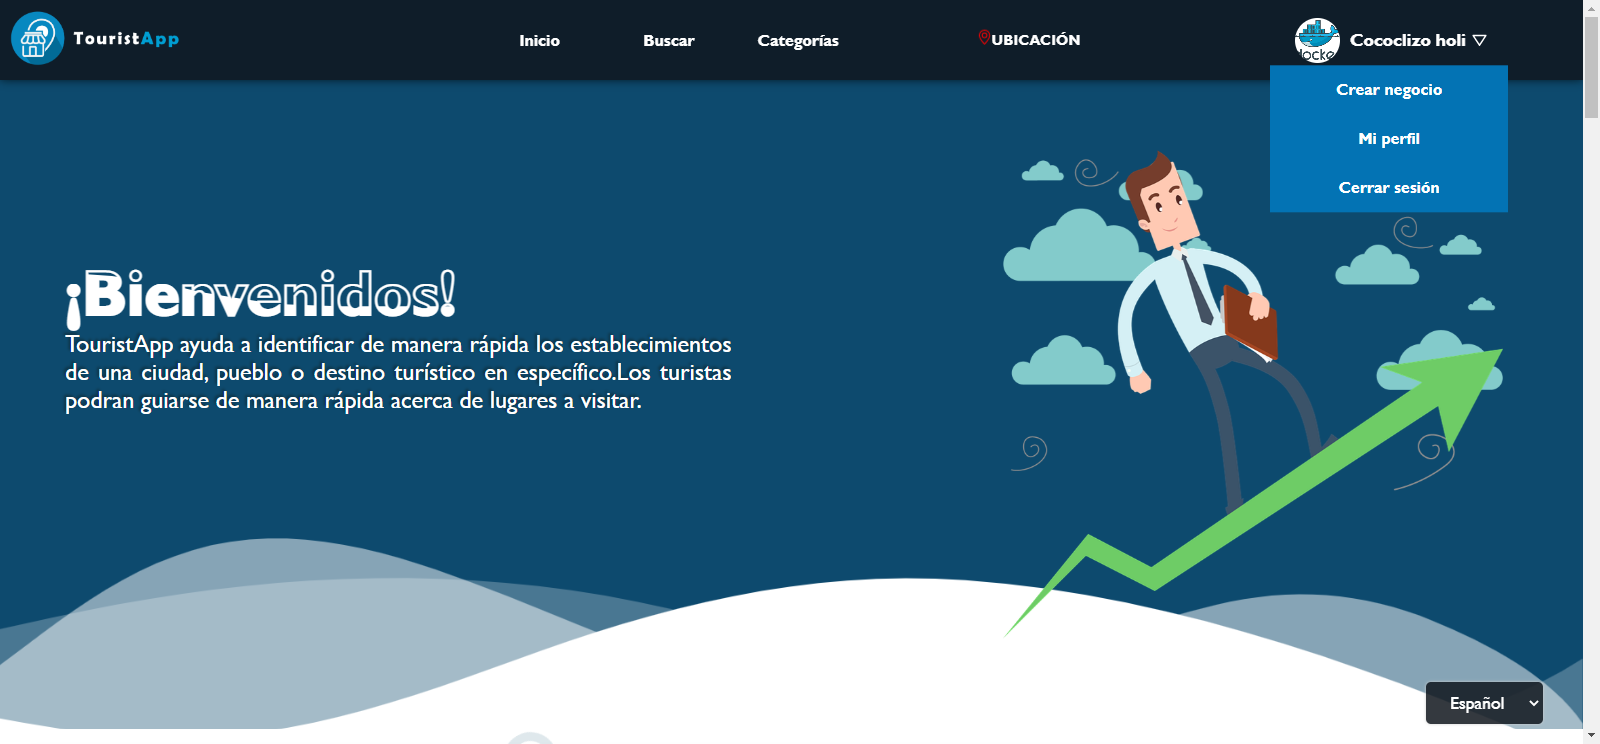 TouristApp
Inicio
Buscar
Categorías
UBICACIÓN
Cococlizo holi
Crear negocio
Mi perfil
Cerrar sesión
¡Bienvenidos!
TouristApp ayuda a identificar de manera rápida los establecimientos
de una ciudad, pueblo o destino turístico en específico.Los turistas
podran guiarse de manera rápida acerca de lugares a visitar.
Español